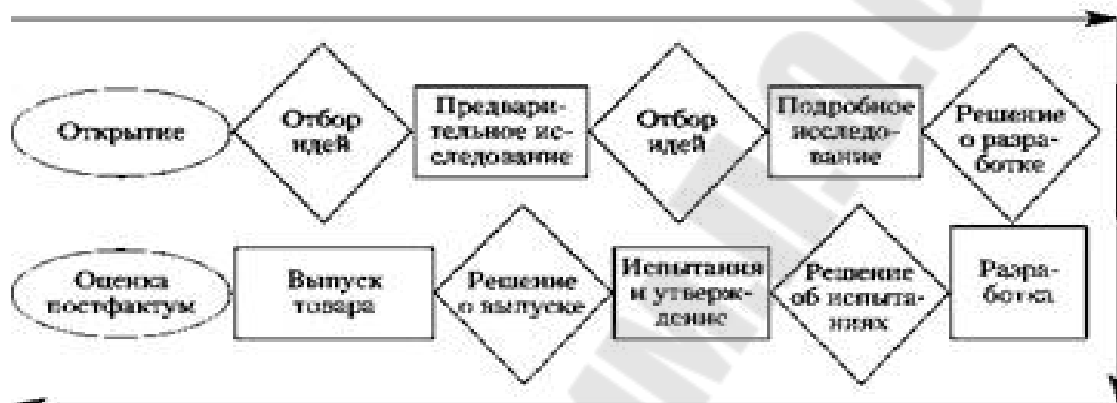 Открытие
Отбор
идей
Предвари-
тельное ис-
следование
Отбор
идей
Подробное
исследо-
вание
Решение
о разра-
ботке
Оценка
постфактум
Выпуск
товара
Решение
о выпуске
Испытания
и утверж-
дение
Решение
об испыта-
ниях
Разра-
ботка